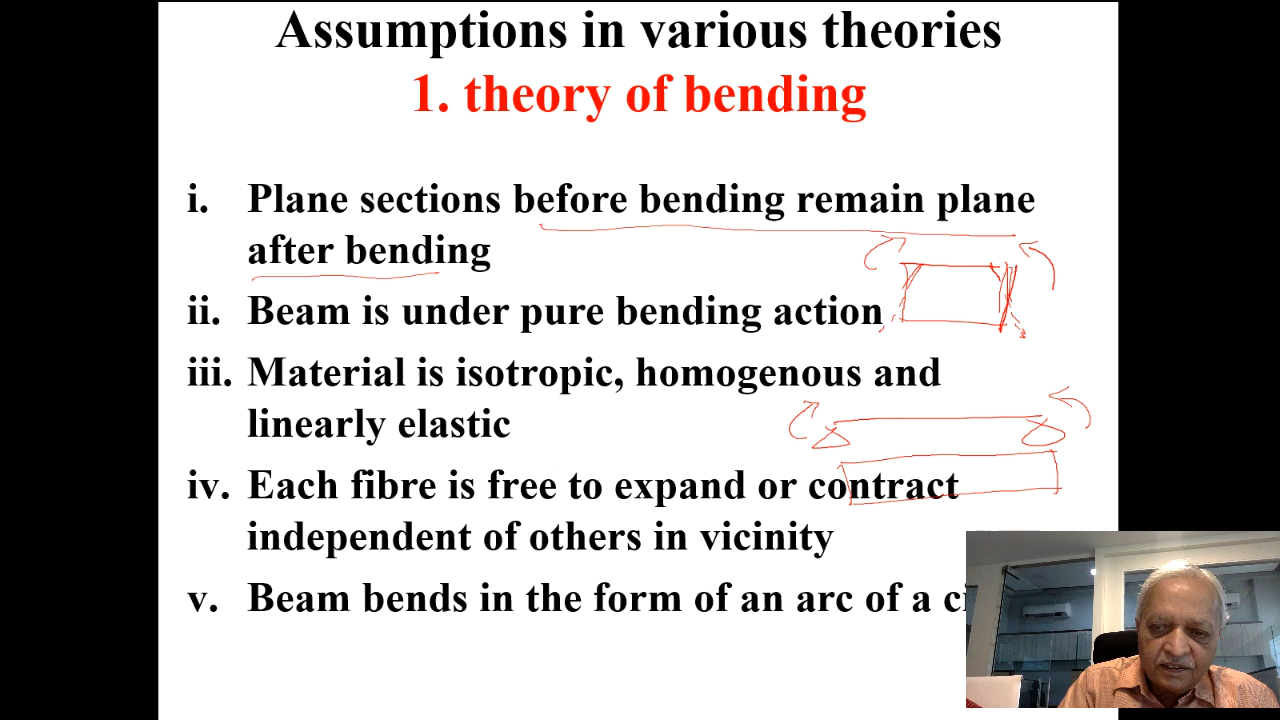 Assumptions in various theories
1. theory of bending
i. Plane sections before bending remain plane
after bending
ii. Beam is under pure bending action
iii. Material is isotropic, homogenous and
linearly elastic
iv. Each fibre is free to expand or contract
independent of others in vicinity
v. Beam bends in the form of an arc of a